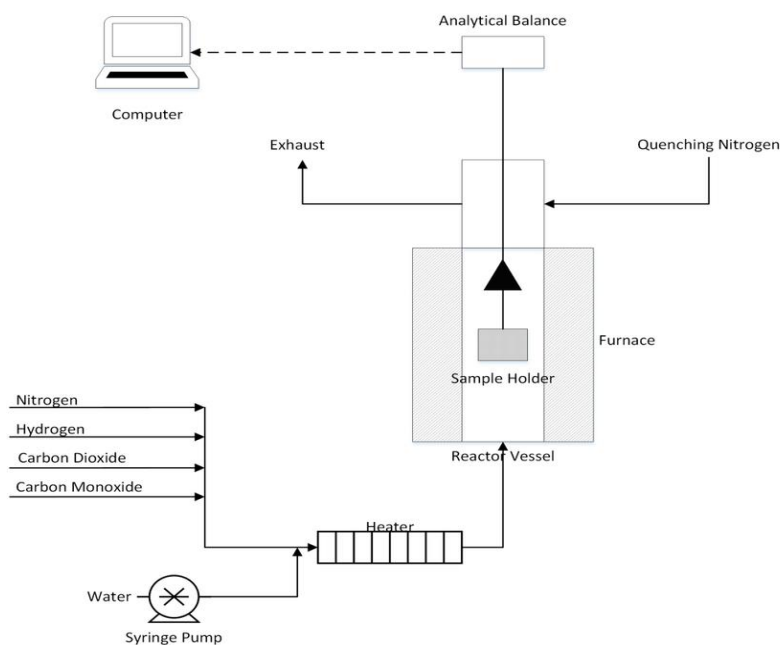 Analytical Balance
Computer
Exhaust
Quenching Nitrogen
Furnace
Sample Holder
Nitrogen
Hydrogen
Carbon Dioxide
Reactor Vessel
Carbon Monoxide
Heater
Water
Syringe Pump